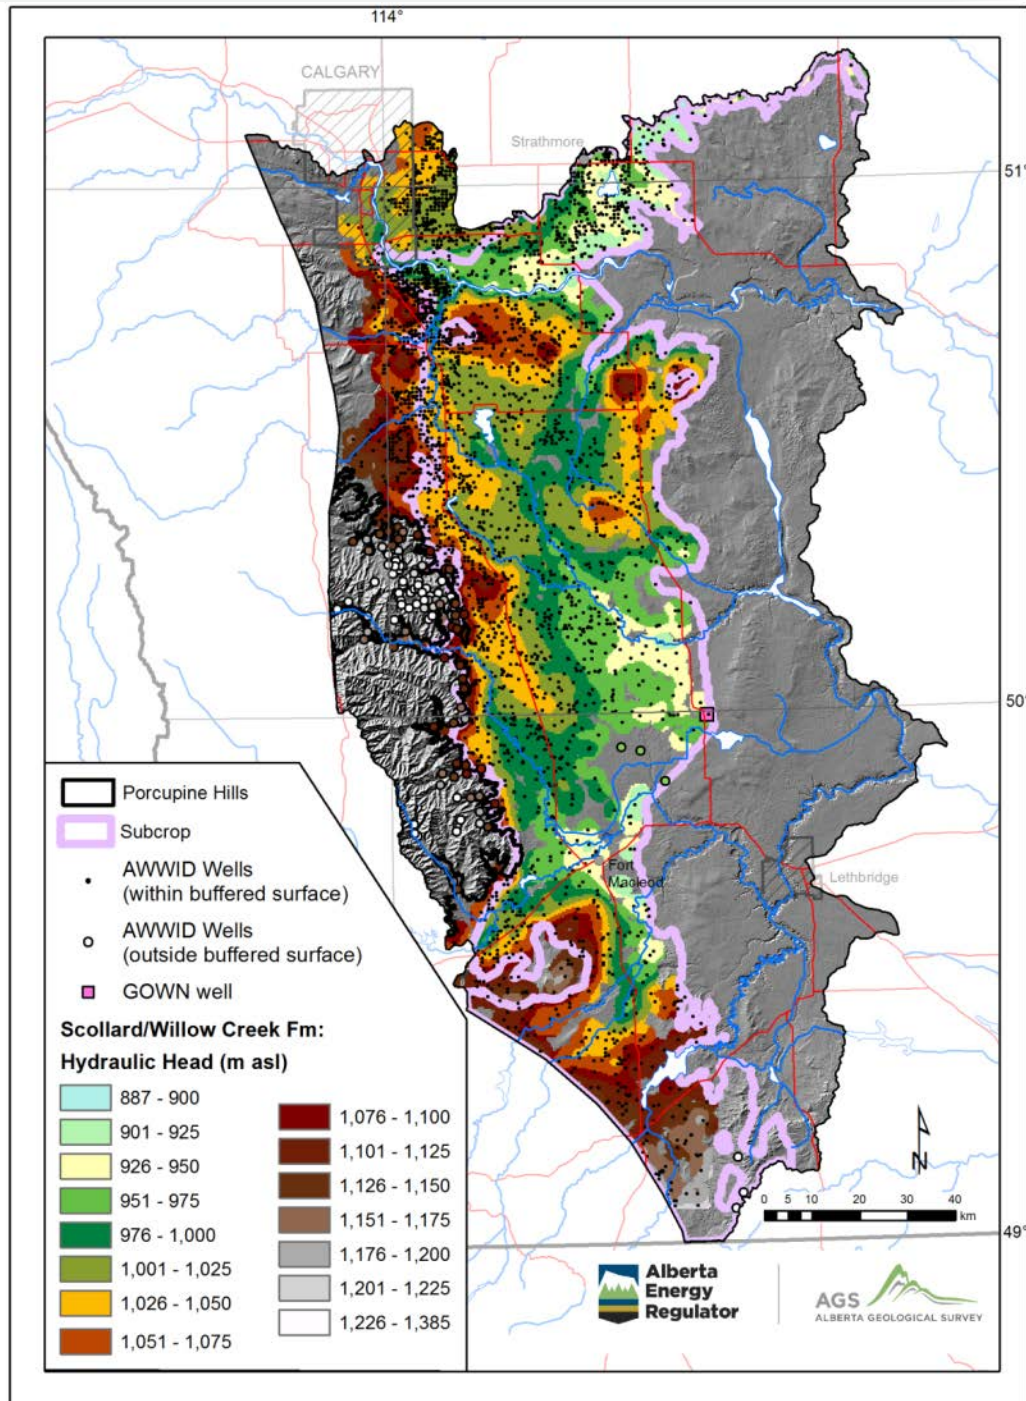 114°
CALGARY
Strathmore
51°
50°
Fort
Macleod
Lethbridge
49°
Porcupine Hills
Subcrop
AWWID Wells
(within buffered surface)
AWWID Wells
(outside buffered surface)
GOWN well
Scollard/Willow Creek Fm:
Hydraulic Head (m asl)
887 - 900
901 - 925
926 - 950
951 - 975
976 - 1,000
1,001 - 1,025
1,026 - 1,050
1,051 - 1,075
1,076 - 1,100
1,101 - 1,125
1,126 - 1,150
1,151 - 1,175
1,176 - 1,200
1,201 - 1,225
1,226 - 1,385
N
0 5 10 20 30 40
km
Alberta
Energy
Regulator
AGS
ALBERTA GEOLOGICAL SURVEY